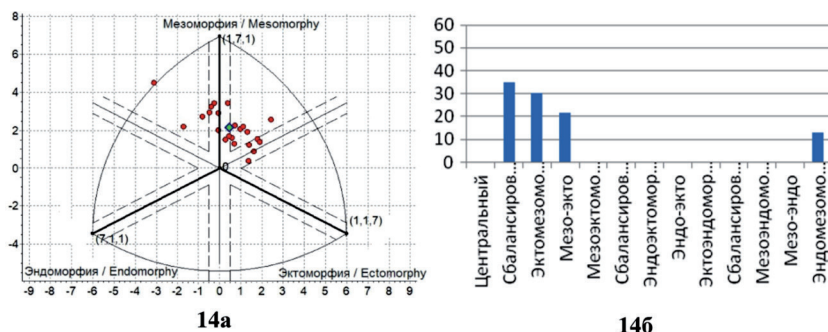 8
6
4
2
0
-2
-4
Мезоморфия / Mesomorphy
(1,7,1)
0
(1,1,7)
(7,1,1)
Эндоморфия / Endomorphy
Эктоморфия / Ectomorphy
-9 -8 -7 -6 -5 -4 -3 -2 -1 0 1 2 3 4 5 6 7 8 9
14а
60
50
40
30
20
10
0
Центральный
Сбалансиров…
Эктомезомо…
Мезо-экто
Мезоэктомо…
Сбалансиров…
Эндоэктомор…
Эндо-экто
Эктоэндомор…
Сбалансиров…
Мезоэндомо…
Мезо-эндо
Эндомезомо…
14б